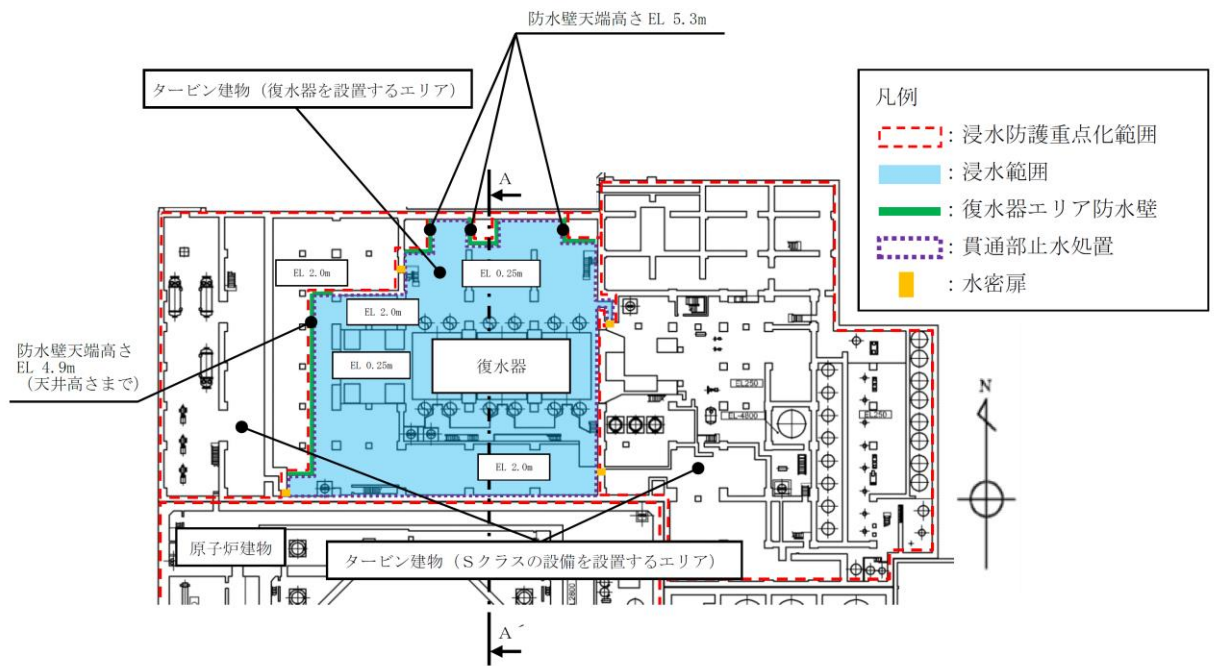 防水壁天端高さ EL 5.3m
タービン建物（復水器を設置するエリア）
凡例
：浸水防護重点化範囲
：浸水範囲
：復水器エリア防水壁
：貫通部止水処置
：水密扉
A
EL 2.0m
EL 0.25m
EL 2.0m
防水壁天端高さ
EL 4.9m
（天井高さまで）
EL 0.25m
復水器
EL250
EL-4800
EL250
N
EL 2.0m
原子炉建物
タービン建物（Ｓクラスの設備を設置するエリア）
EL2800
A´